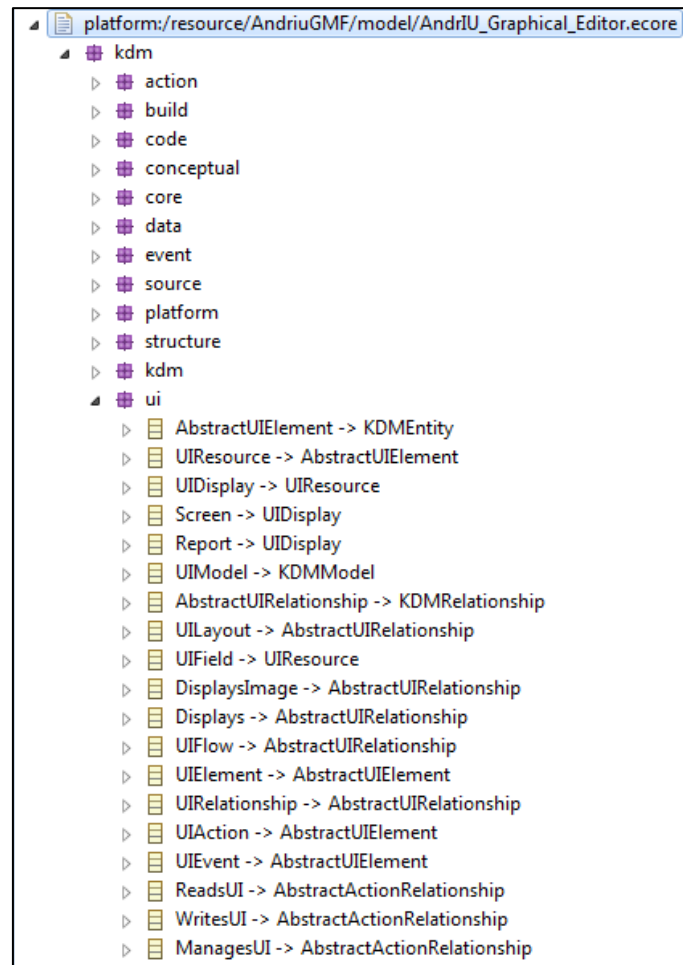 platform:/resource/AndriuGMF/model/AndrIU_Graphical_Editor.ecore
kdm
action
build
code
conceptual
core
data
event
source
platform
structure
kdm
ui
AbstractUIElement -> KDMEntity
UIResource -> AbstractUIElement
UIDisplay -> UIResource
Screen -> UIDisplay
Report -> UIDisplay
UIModel -> KDMModel
AbstractUIRelationship -> KDMRelationship
UILayout -> AbstractUIRelationship
UIField -> UIResource
DisplaysImage -> AbstractUIRelationship
Displays -> AbstractUIRelationship
UIFlow -> AbstractUIRelationship
UIElement -> AbstractUIElement
UIRelationship -> AbstractUIRelationship
UIAction -> AbstractUIElement
UIEvent -> AbstractUIElement
ReadsUI -> AbstractActionRelationship
WritesUI -> AbstractActionRelationship
ManagesUI -> AbstractActionRelationship